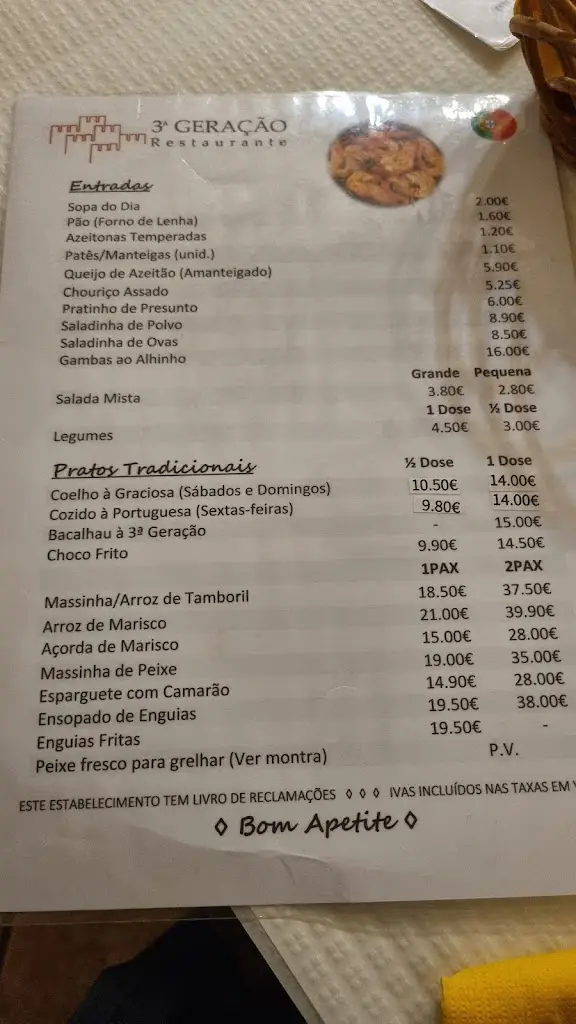 3ª GERAÇÃO
Restaurante
Entradas
Sopa do Dia 2.00€
Pão (Forno de Lenha) 1.60€
Azeitonas Temperadas 1.20€
Patês/Manteigas (unid.) 1.10€
Queijo de Azeitão (Amanteigado) 5.90€
Chouriço Assado 5.25€
Pratinho de Presunto 6.00€
Saladinha de Polvo 8.90€
Saladinha de Ovas 8.50€
Gambas ao Alhinho 16.00€
Grande Pequena
Salada Mista 3.80€ 2.80€
1 Dose ½ Dose
Legumes 4.50€ 3.00€
Pratos Tradicionais ½ Dose 1 Dose
Coelho à Graciosa (Sábados e Domingos) 10.50€ 14.00€
Cozido à Portuguesa (Sextas-feiras) 9.80€ 14.00€
Bacalhau à 3ª Geração - 15.00€
Choco Frito 9.90€ 14.50€
1PAX 2PAX
Massinha/Arroz de Tamboril 18.50€ 37.50€
Arroz de Marisco 21.00€ 39.90€
Açorda de Marisco 15.00€ 28.00€
Massinha de Peixe 19.00€ 35.00€
Esparguete com Camarão 14.90€ 28.00€
Ensopado de Enguias 19.50€ 38.00€
Enguias Fritas 19.50€ -
Peixe fresco para grelhar (Ver montra) P.V.
ESTE ESTABELECIMENTO TEM LIVRO DE RECLAMAÇÕES ◊ ◊ ◊ IVAS INCLUÍDOS NAS TAXAS EM
◊ Bom Apetite ◊